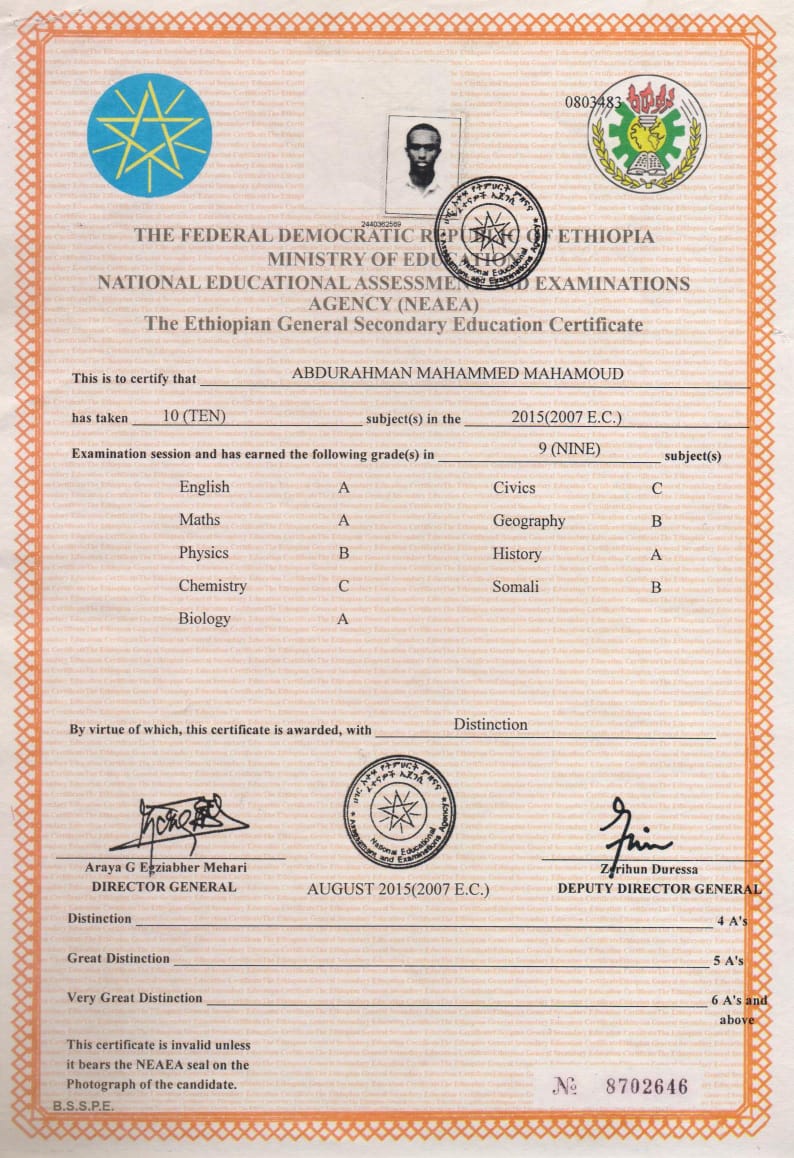 0803483
2440362569
THE FEDERAL DEMOCRATIC REPUBLIC OF ETHIOPIA
MINISTRY OF EDUCATION
NATIONAL EDUCATIONAL ASSESSMENT AND EXAMINATIONS
AGENCY (NEAEA)
The Ethiopian General Secondary Education Certificate
National Educational
Assessment and Examinations Agency
This is to certify that ABDURAHMAN MAHAMMED MAHAMOUD
has taken 10 (TEN) subject(s) in the 2015(2007 E.C.)
Examination session and has earned the following grade(s) in 9 (NINE) subject(s)
English A Civics C
Maths A Geography B
Physics B History A
Chemistry C Somali B
Biology A
By virtue of which, this certificate is awarded, with Distinction
National Educational
Assessment and Examinations Agency
Araya G Egziabher Mehari
DIRECTOR GENERAL
AUGUST 2015(2007 E.C.)
Zerihun Duressa
DEPUTY DIRECTOR GENERAL
Distinction 4 A's
Great Distinction 5 A's
Very Great Distinction 6 A's and
above
This certificate is invalid unless
it bears the NEAEA seal on the
Photograph of the candidate.
№ 8702646
B.S.S.P.E.